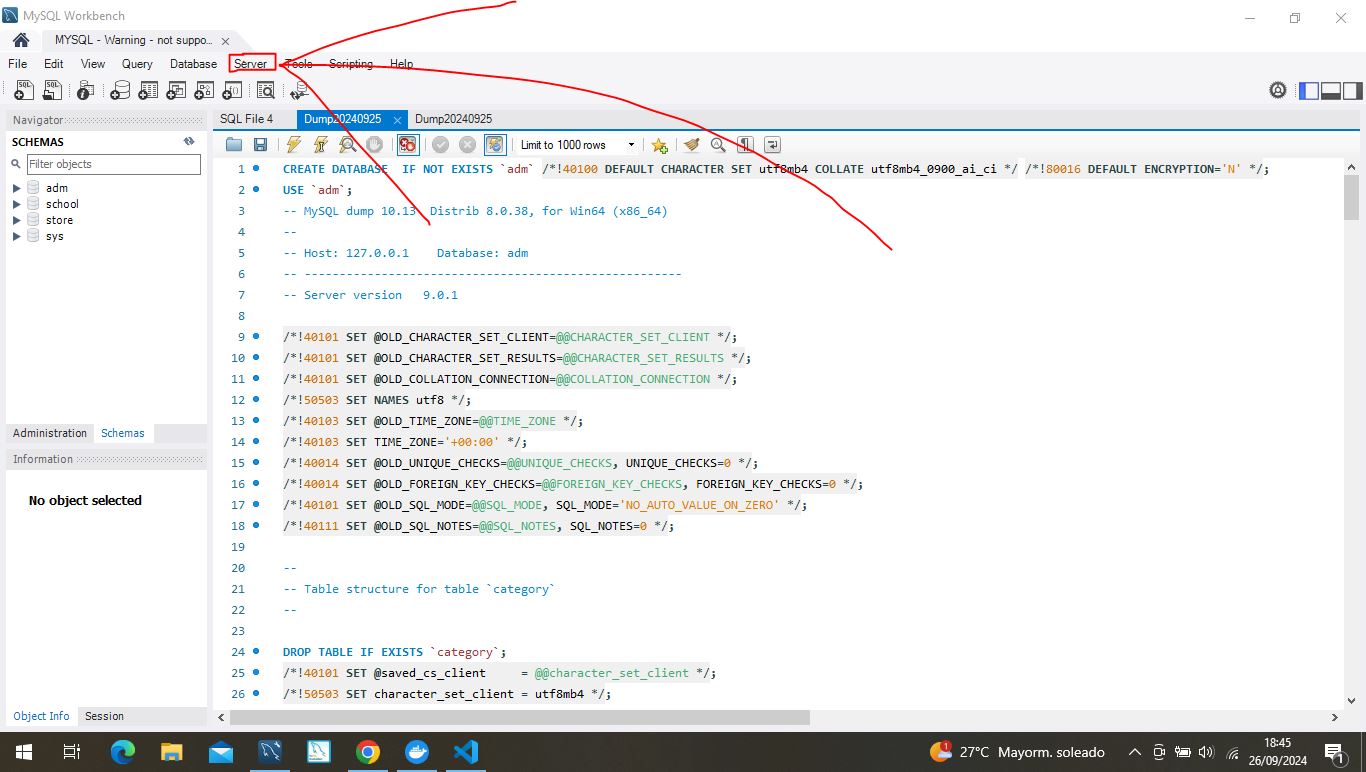 MySQL Workbench
MYSQL - Warning - not suppo... ×
File Edit View Query Database Server Tools Scripting Help
Navigator
SCHEMAS
Filter objects
adm
school
store
sys
Administration Schemas
Information
No object selected
Object Info Session
SQL File 4 Dump20240925 × Dump20240925
Limit to 1000 rows
1 CREATE DATABASE  IF NOT EXISTS `adm` /*!40100 DEFAULT CHARACTER SET utf8mb4 COLLATE utf8mb4_0900_ai_ci */ /*!80016 DEFAULT ENCRYPTION='N' */;
2 USE `adm`;
3 -- MySQL dump 10.13  Distrib 8.0.38, for Win64 (x86_64)
4 --
5 -- Host: 127.0.0.1    Database: adm
6 -- ------------------------------------------------------
7 -- Server version   9.0.1
8
9 /*!40101 SET @OLD_CHARACTER_SET_CLIENT=@@CHARACTER_SET_CLIENT */;
10 /*!40101 SET @OLD_CHARACTER_SET_RESULTS=@@CHARACTER_SET_RESULTS */;
11 /*!40101 SET @OLD_COLLATION_CONNECTION=@@COLLATION_CONNECTION */;
12 /*!50503 SET NAMES utf8 */;
13 /*!40103 SET @OLD_TIME_ZONE=@@TIME_ZONE */;
14 /*!40103 SET TIME_ZONE='+00:00' */;
15 /*!40014 SET @OLD_UNIQUE_CHECKS=@@UNIQUE_CHECKS, UNIQUE_CHECKS=0 */;
16 /*!40014 SET @OLD_FOREIGN_KEY_CHECKS=@@FOREIGN_KEY_CHECKS, FOREIGN_KEY_CHECKS=0 */;
17 /*!40101 SET @OLD_SQL_MODE=@@SQL_MODE, SQL_MODE='NO_AUTO_VALUE_ON_ZERO' */;
18 /*!40111 SET @OLD_SQL_NOTES=@@SQL_NOTES, SQL_NOTES=0 */;
19
20 --
21 -- Table structure for table `category`
22 --
23
24 DROP TABLE IF EXISTS `category`;
25 /*!40101 SET @saved_cs_client     = @@character_set_client */;
26 /*!50503 SET character_set_client = utf8mb4 */;
1 27°C Mayorm. soleado
18:45
26/09/2024
1